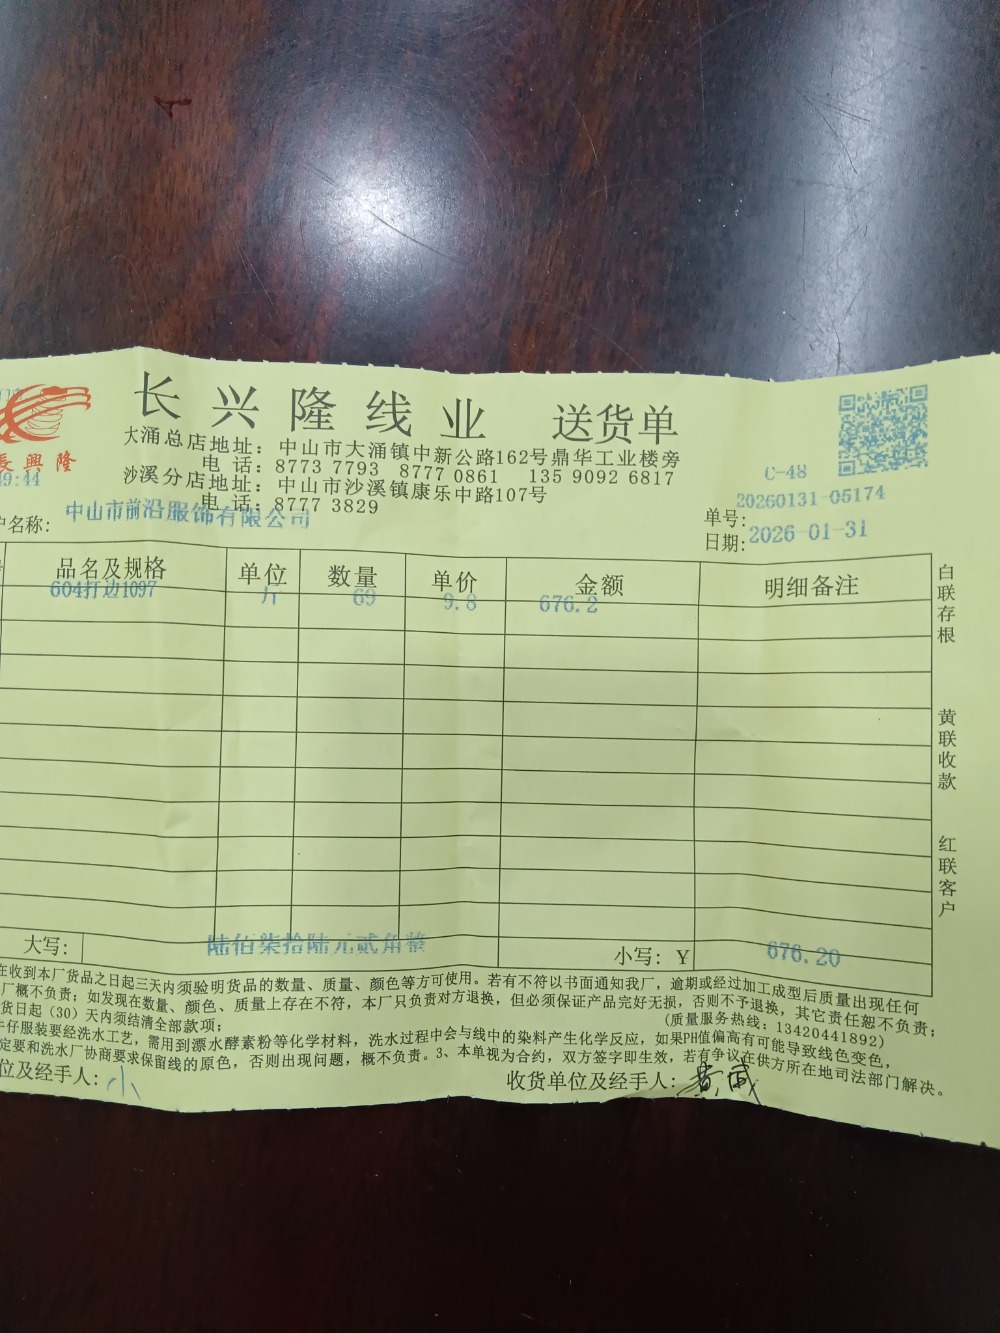 长兴隆线业 送货单
長興隆
大涌总店地址：中山市大涌镇中新公路162号鼎华工业楼旁
电 话：8773 7793 8777 0861 135 9092 6817
沙溪分店地址：中山市沙溪镇康乐中路107号
电 话：8777 3829
49:44
C-48
单号：20260131-05174
日期：2026-01-31
户名称：中山市前沿服饰有限公司
品名及规格 单位 数量 单价 金额 明细备注
604打边1097 斤 69 9.8 676.2
白联存根
黄联收款
红联客户
大写：陆佰柒拾陆元贰角整 小写：Y 676.20
在收到本厂货品之日起三天内须验明货品的数量、质量、颜色等方可使用。若有不符以书面通知我厂，逾期或经过加工成型后质量出现任何
厂概不负责；如发现在数量、颜色、质量上存在不符，本厂只负责对方退换，但必须保证产品完好无损，否则不予退换，其它责任恕不负责；
货日起（30）天内须结清全部款项；
(质量服务热线：13420441892)
牛仔服装要经洗水工艺，需用到漂水酵素粉等化学材料，洗水过程中会与线中的染料产生化学反应，如果PH值偏高有可能导致线色变色，
定要和洗水厂协商要求保留线的原色，否则出现问题，概不负责。3、本单视为合约，双方签字即生效，若有争议在供方所在地司法部门解决。
位及经手人：小
收货单位及经手人：